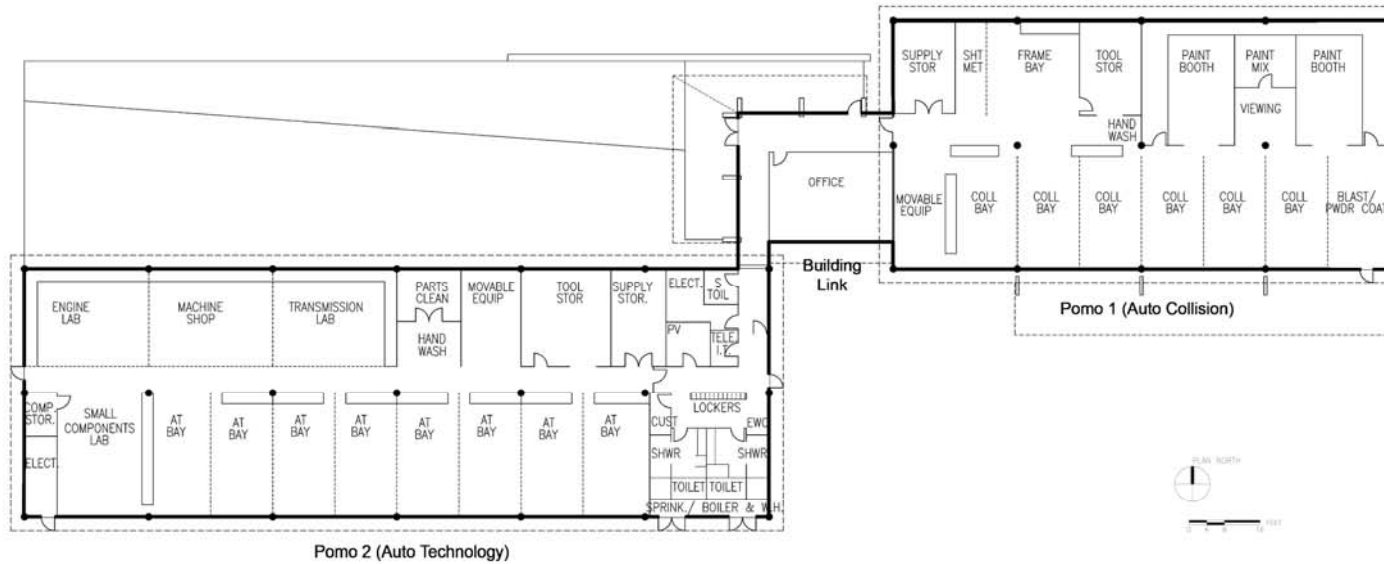 SUPPLY
STOR
SHT
MET
FRAME
BAY
TOOL
STOR
PAINT
BOOTH
PAINT
MIX
PAINT
BOOTH
VIEWING
HAND
WASH
OFFICE
MOVABLE
EQUIP
COLL
BAY
COLL
BAY
COLL
BAY
COLL
BAY
COLL
BAY
COLL
BAY
BLAST/
PWDR COAT
Building
Link
Pomo 1 (Auto Collision)
ENGINE
LAB
MACHINE
SHOP
TRANSMISSION
LAB
PARTS
CLEAN
HAND
WASH
MOVABLE
EQUIP
TOOL
STOR
SUPPLY
STOR.
ELECT.
S
TOIL
PV
TELE
I.T.
COMP.
STOR.
ELECT.
SMALL
COMPONENTS
LAB
AT
BAY
AT
BAY
AT
BAY
AT
BAY
AT
BAY
AT
BAY
AT
BAY
LOCKERS
CUST
EWC
SHWR
SHWR
TOILET
TOILET
SPRINK./ BOILER & W.H.
PLAN NORTH
FEET
Pomo 2 (Auto Technology)